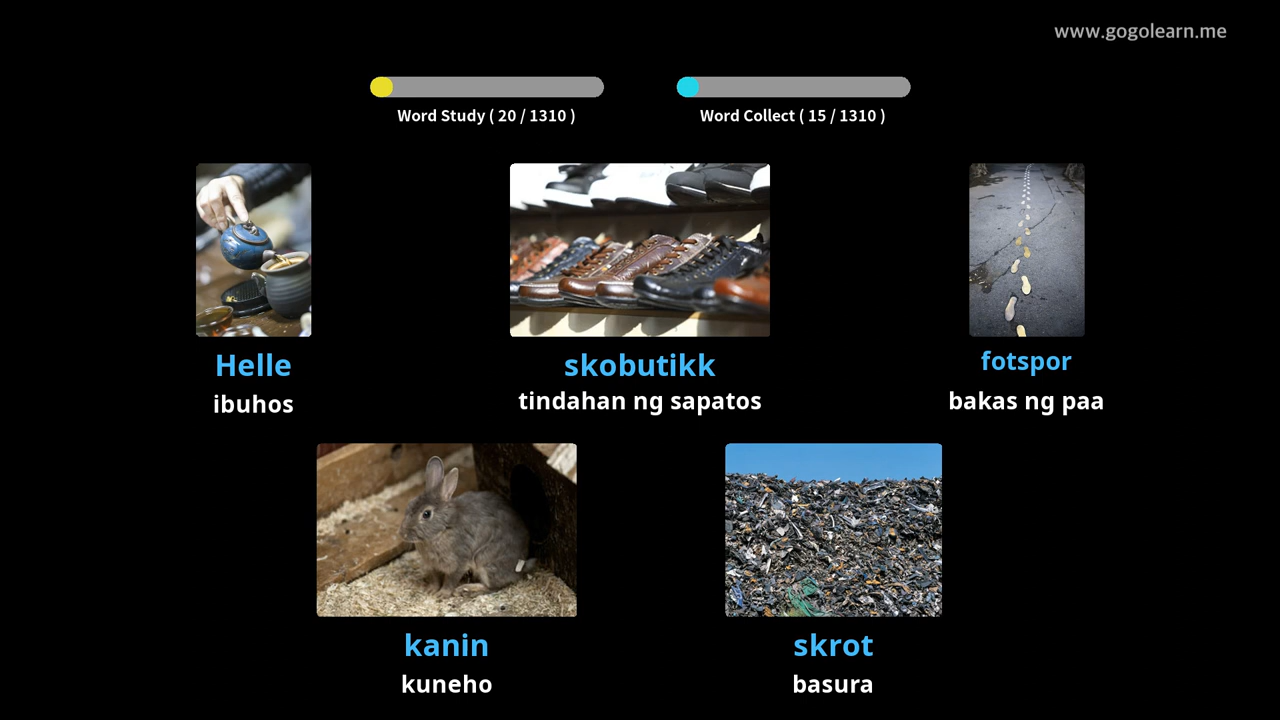 www.gogolearn.me
Word Study ( 20 / 1310 )
Word Collect ( 15 / 1310 )
Helle
ibuhos
skobutikk
tindahan ng sapatos
fotspor
bakas ng paa
kanin
kuneho
skrot
basura